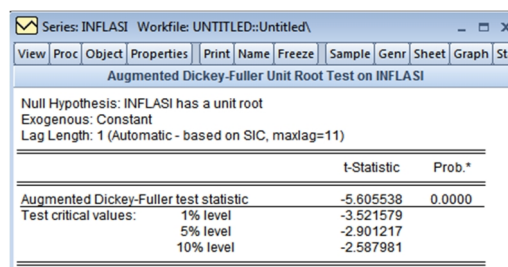 Series: INFLASI Workfile: UNTITLED::Untitled\
View Proc Object Properties Print Name Freeze Sample Genr Sheet Graph St
Augmented Dickey-Fuller Unit Root Test on INFLASI
Null Hypothesis: INFLASI has a unit root
Exogenous: Constant
Lag Length: 1 (Automatic - based on SIC, maxlag=11)
t-Statistic Prob.*
Augmented Dickey-Fuller test statistic -5.605538 0.0000
Test critical values: 1% level -3.521579
5% level -2.901217
10% level -2.587981